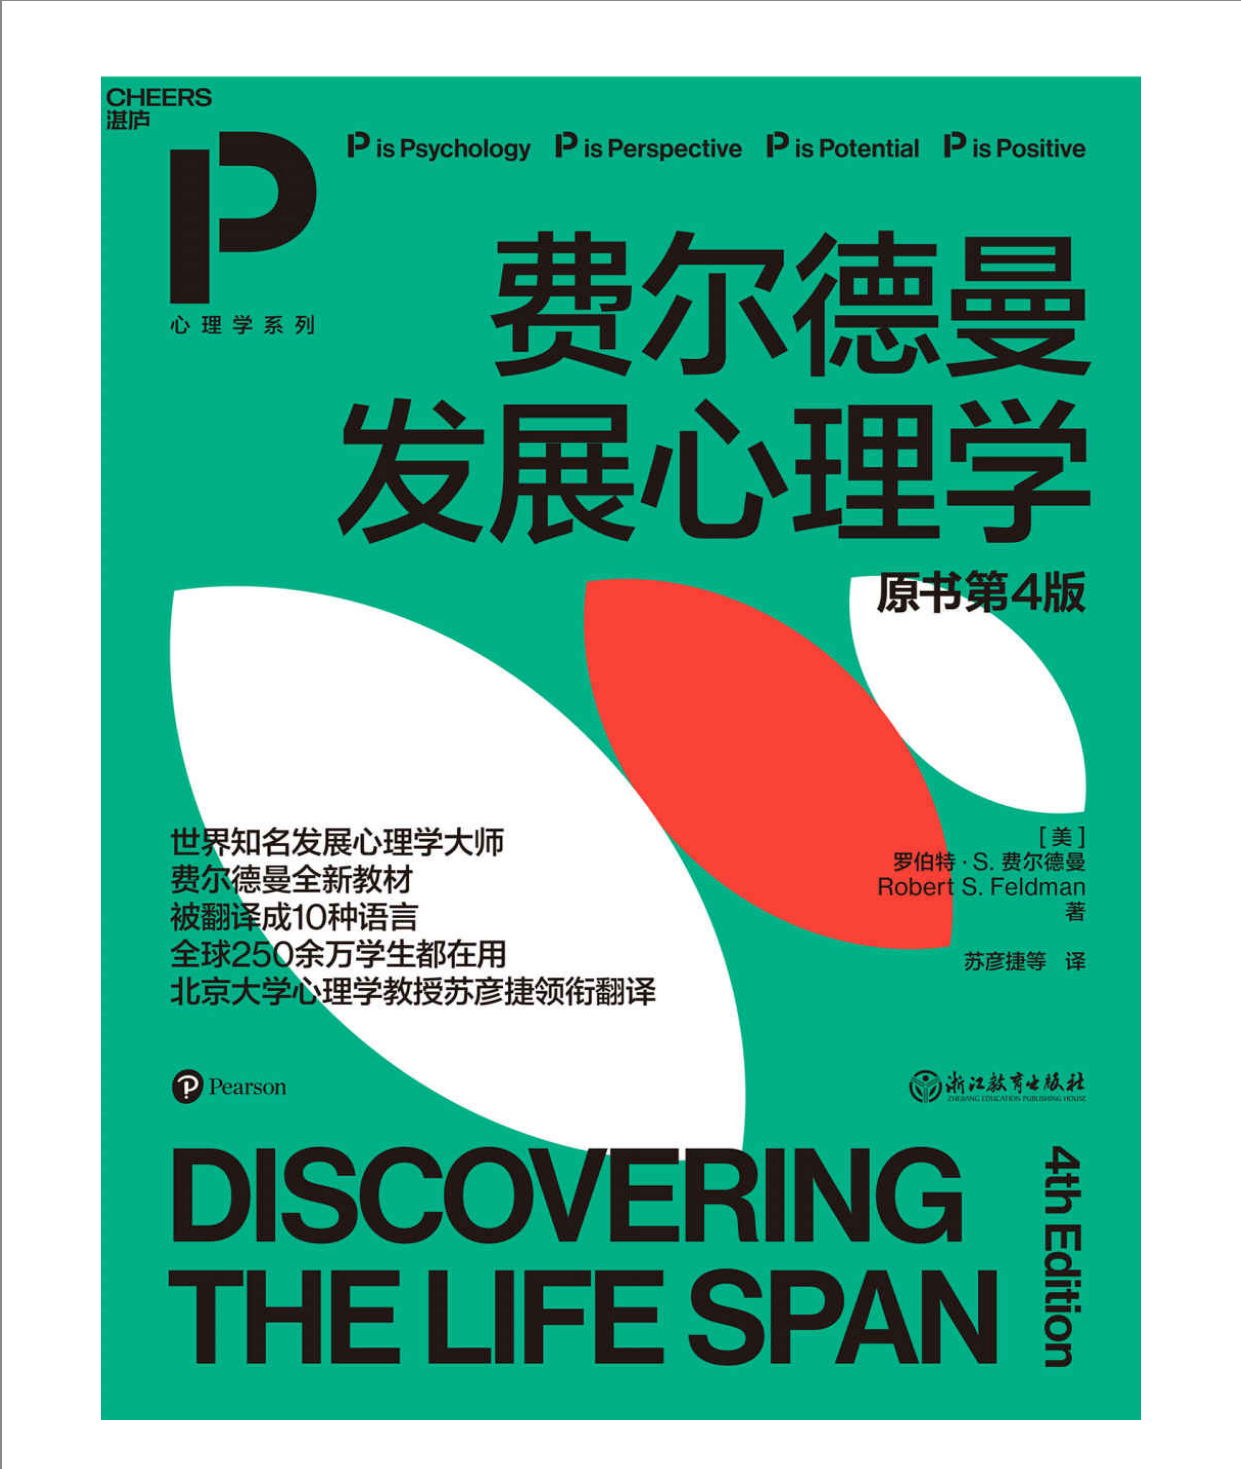 CHEERS
湛庐
P is Psychology P is Perspective P is Potential P is Positive
P
心理学系列
费尔德曼
发展心理学
原书第4版
世界知名发展心理学大师
费尔德曼全新教材
被翻译成10种语言
全球250余万学生都在用
北京大学心理学教授苏彦捷领衔翻译
[美]
罗伯特·S. 费尔德曼
Robert S. Feldman
著
苏彦捷等 译
Pearson
浙江教育出版社
ZHEJIANG EDUCATION PUBLISHING HOUSE
DISCOVERING
THE LIFE SPAN
4th Edition